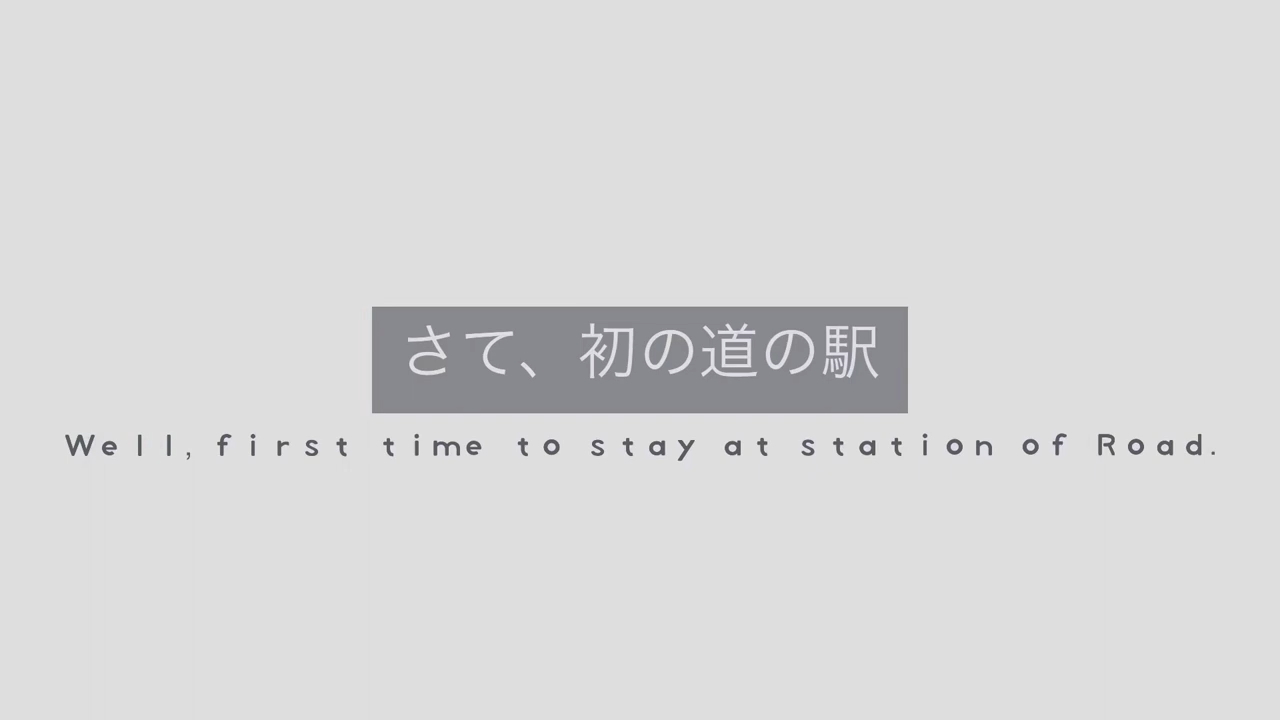 さて、初の道の駅
Well, first time to stay at station of Road.